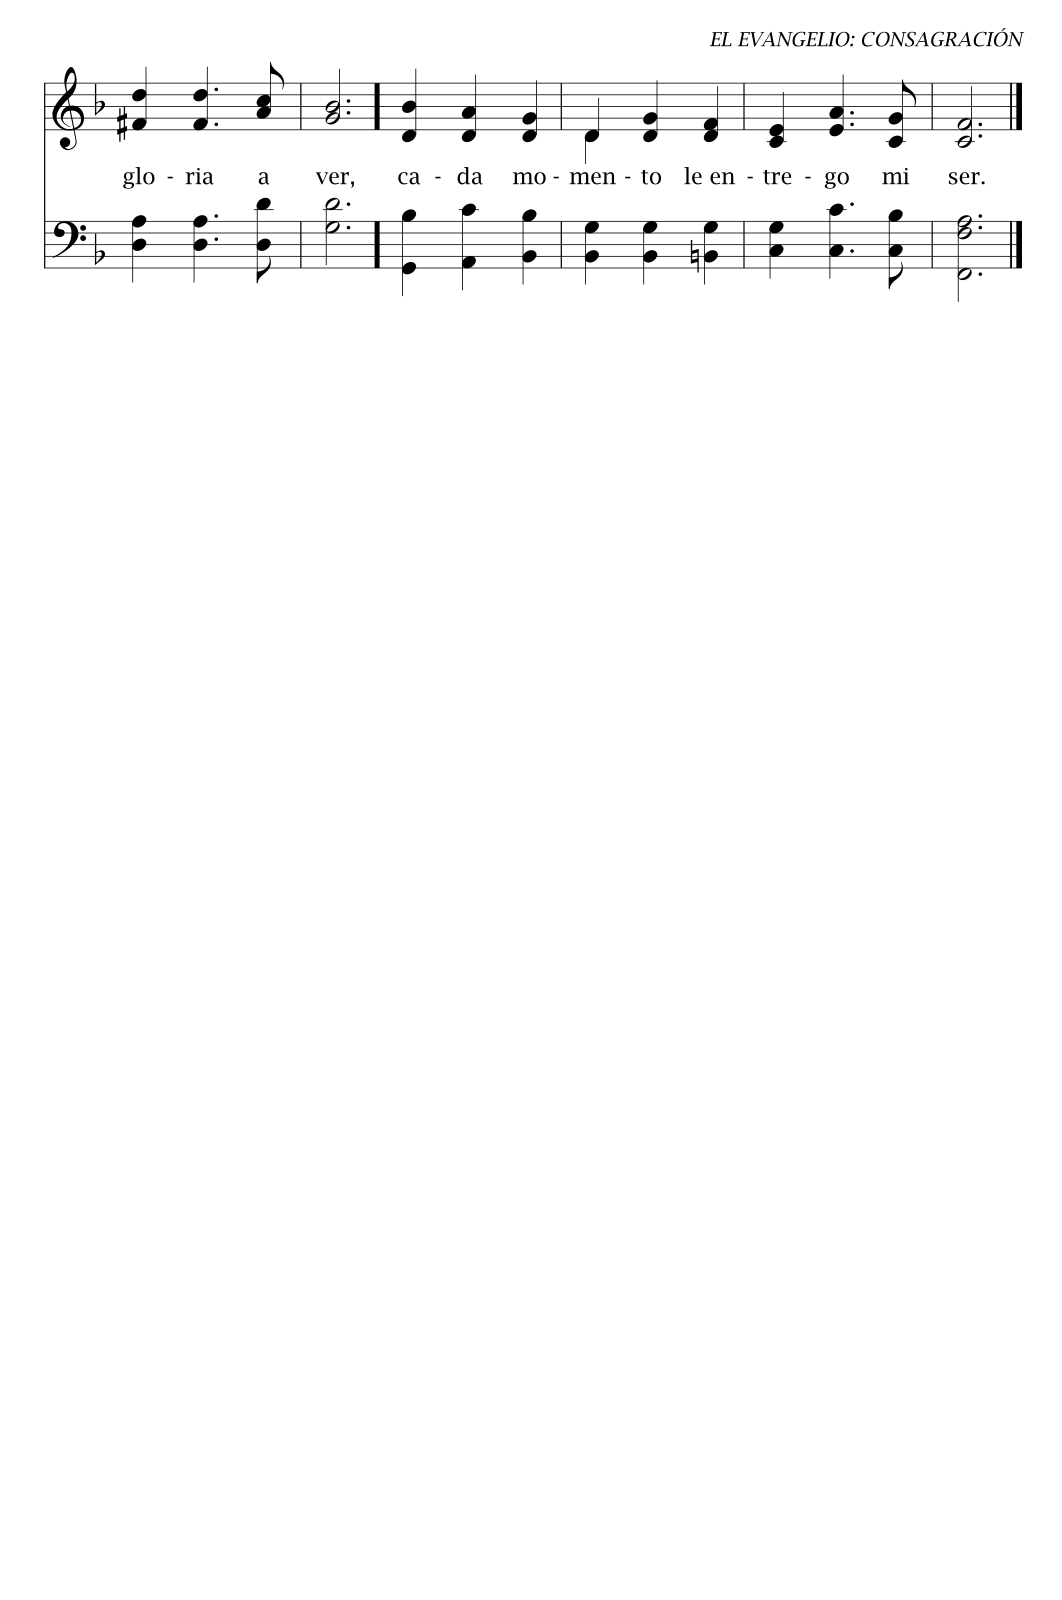 EL EVANGELIO: CONSAGRACIÓN
glo - ria a ver, ca - da mo - men - to le en - tre - go mi ser.